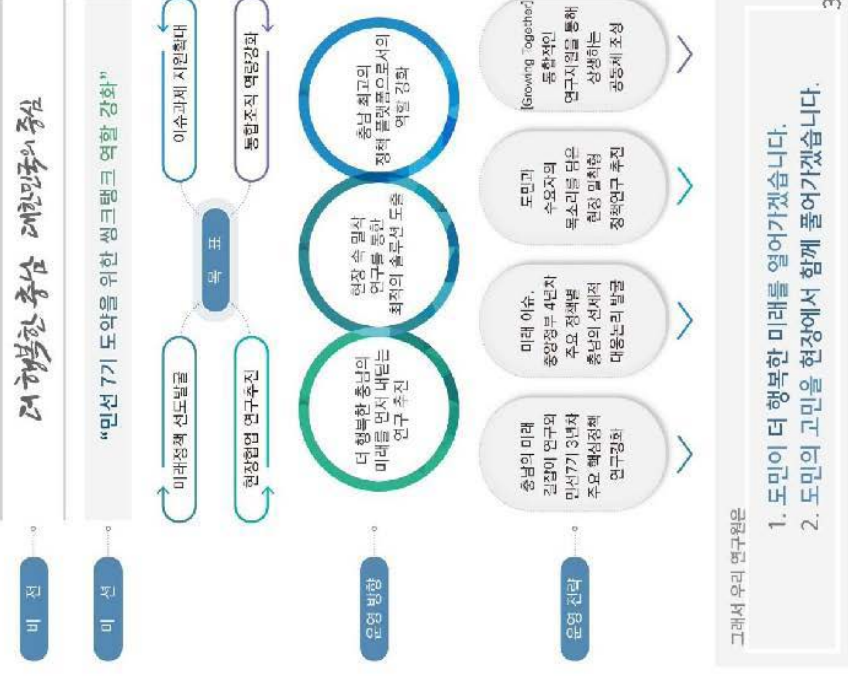 비 전
더 행복한 충남 대한민국의 중심
미 션
“민선 7기 도약을 위한 씽크탱크 역할 강화”
목 표
미래정책 선도발굴
이슈과제 지원확대
현장협업 연구추진
통합조직 역량강화
운영 방향
더 행복한 충남의
미래를 먼저 내딛는
연구 추진
현장 속 밀착
연구를 통한
최적의 솔루션 도출
충남 최고의
정책 플랫폼으로서의
역할 강화
운영 전략
충남의 미래
길잡이 연구와
민선7기 3년차
주요 핵심정책
연구강화
미래 이슈,
중앙정부 4년차
주요 정책별
충남의 선제적
대응논리 발굴
도민과
수요자의
목소리를 담은
현장 밀착형
정책연구 추진
[Growing Together]
통합적인
연구지원을 통해
상생하는
공동체 조성
그래서 우리 연구원은
1. 도민이 더 행복한 미래를 열어가겠습니다.
2. 도민의 고민을 현장에서 함께 풀어가겠습니다.